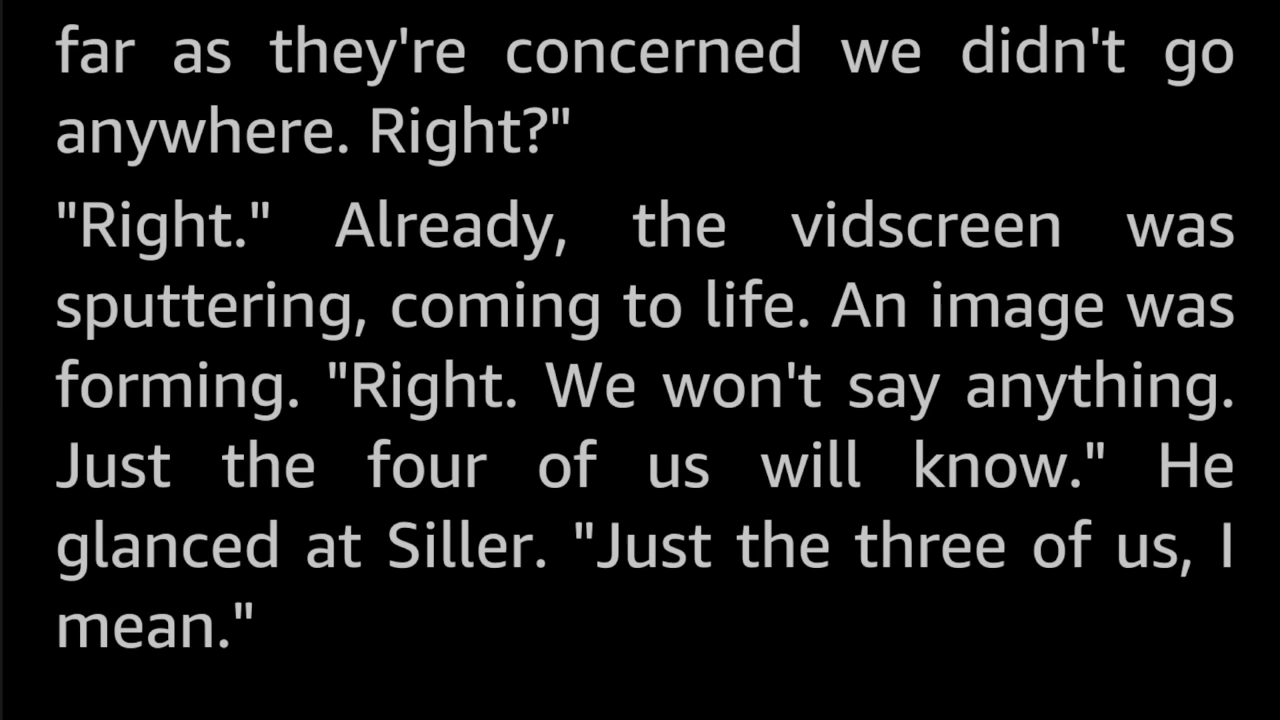 far as they're concerned we didn't go
anywhere. Right?"
"Right." Already, the vidscreen was
sputtering, coming to life. An image was
forming. "Right. We won't say anything.
Just the four of us will know." He
glanced at Siller. "Just the three of us, I
mean."